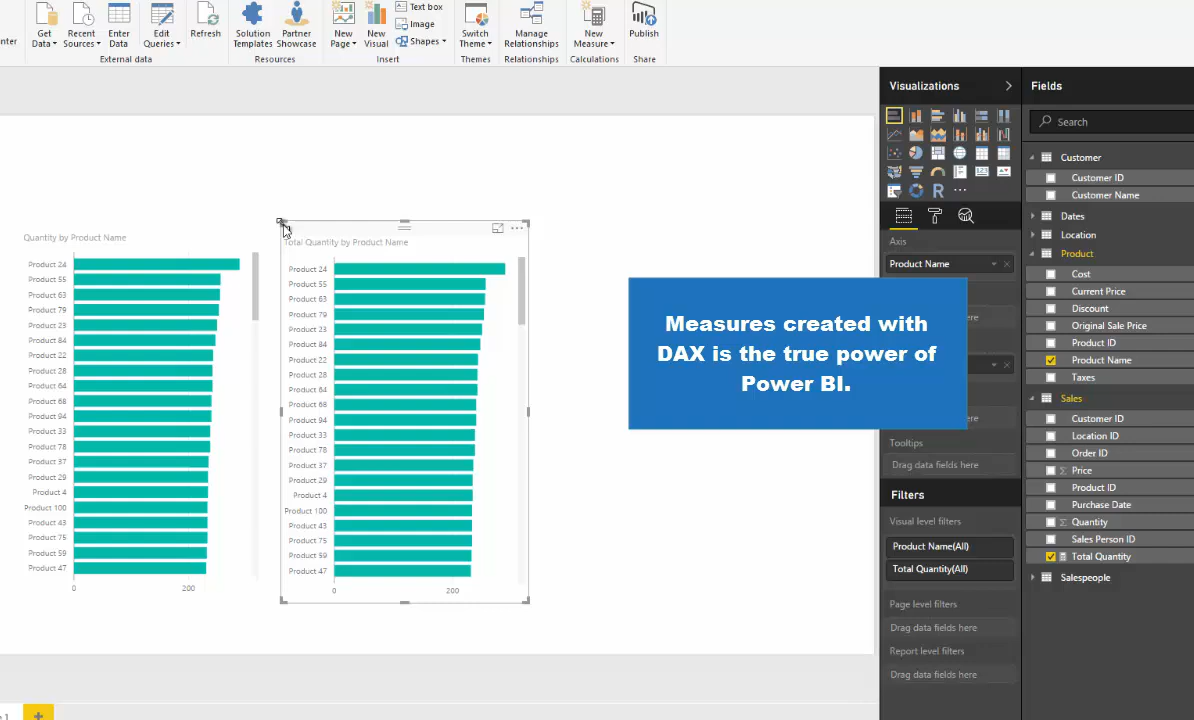 nter
Get Data
Recent Sources
Enter Data
Edit Queries
Refresh
Solution Templates
Partner Showcase
New Page
New Visual
Text box
Image
Shapes
Switch Theme
Manage Relationships
New Measure
Publish
External data
Resources
Insert
Themes
Relationships
Calculations
Share
Quantity by Product Name
Product 24
Product 55
Product 63
Product 79
Product 23
Product 84
Product 22
Product 28
Product 64
Product 68
Product 94
Product 33
Product 78
Product 37
Product 29
Product 4
Product 100
Product 43
Product 75
Product 59
Product 47
0
200
Total Quantity by Product Name
Product 24
Product 55
Product 63
Product 79
Product 23
Product 84
Product 22
Product 28
Product 64
Product 68
Product 94
Product 33
Product 78
Product 37
Product 29
Product 4
Product 100
Product 43
Product 75
Product 59
Product 47
0
200
Measures created with
DAX is the true power of
Power BI.
Visualizations
R
Axis
Product Name
ere
ere
Tooltips
Drag data fields here
Filters
Visual level filters
Product Name(All)
Total Quantity(All)
Page level filters
Drag data fields here
Report level filters
Drag data fields here
Fields
Search
Customer
Customer ID
Customer Name
Dates
Location
Product
Cost
Current Price
Discount
Original Sale Price
Product ID
Product Name
Taxes
Sales
Customer ID
Location ID
Order ID
Σ Price
Product ID
Purchase Date
Σ Quantity
Sales Person ID
Total Quantity
Salespeople